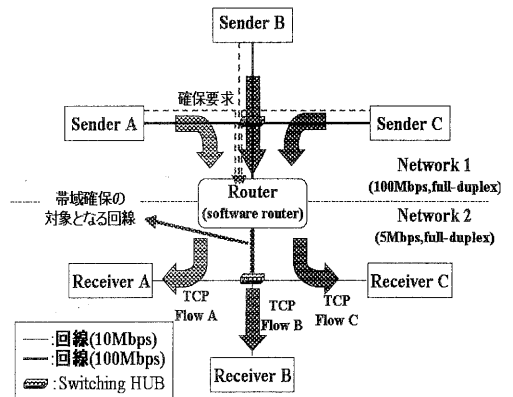 Sender B
確保要求
Sender A
Sender C
Network 1
(100Mbps,full-duplex)
Router
(software router)
帯域確保の
対象となる回線
Network 2
(5Mbps,full-duplex)
Receiver A
Receiver C
TCP
Flow A
TCP
Flow B
TCP
Flow C
:回線(10Mbps)
:回線(100Mbps)
:Switching HUB
Receiver B